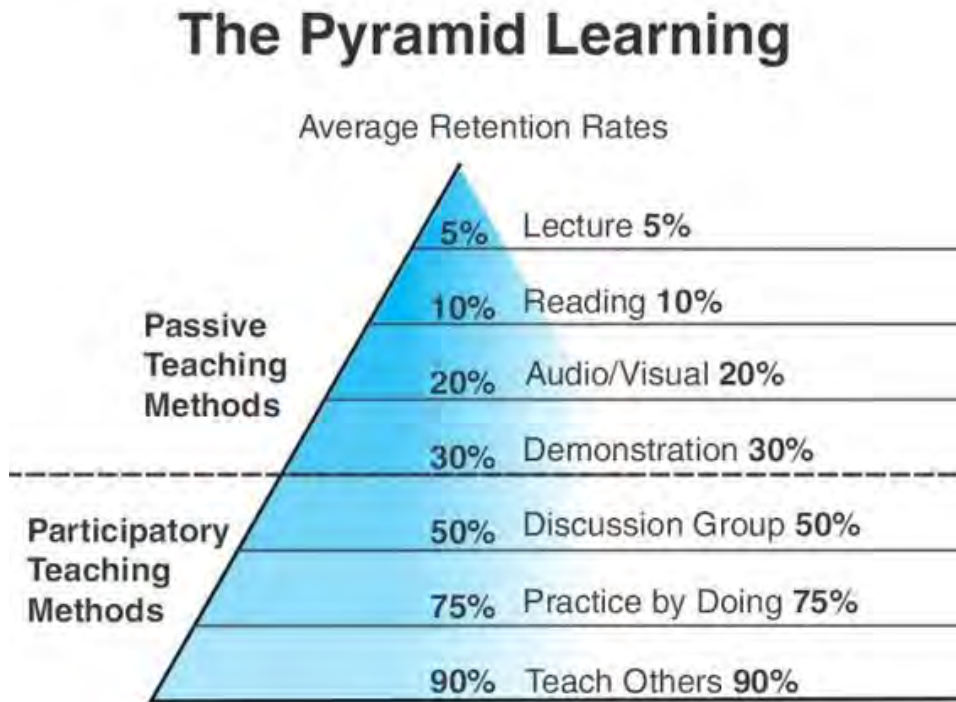 The Pyramid Learning
Average Retention Rates
5% Lecture 5%
10% Reading 10%
Passive
Teaching
Methods
20% Audio/Visual 20%
30% Demonstration 30%
Participatory
Teaching
Methods
50% Discussion Group 50%
75% Practice by Doing 75%
90% Teach Others 90%